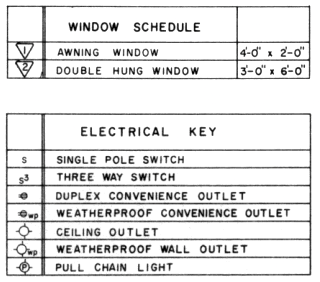 WINDOW SCHEDULE
1 AWNING WINDOW 4'-0" x 2'-0"
2 DOUBLE HUNG WINDOW 3'-0" x 6'-0"
ELECTRICAL KEY
S SINGLE POLE SWITCH
S3 THREE WAY SWITCH
DUPLEX CONVENIENCE OUTLET
WP WEATHERPROOF CONVENIENCE OUTLET
CEILING OUTLET
WP WEATHERPROOF WALL OUTLET
P PULL CHAIN LIGHT